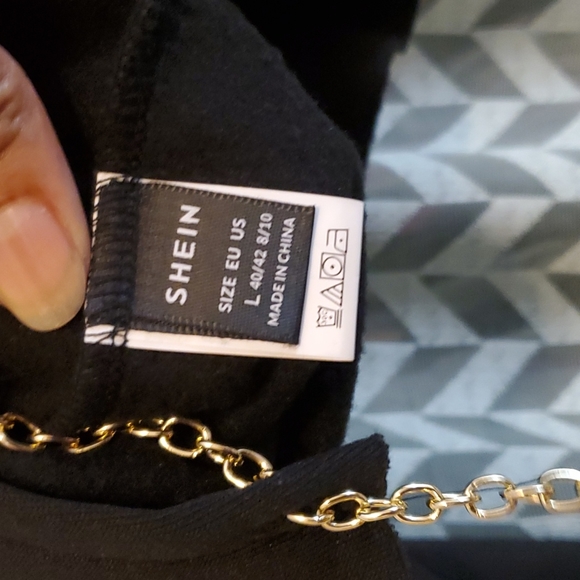 SHEIN
SIZE EU US
L 40/42 8/10
MADE IN CHINA